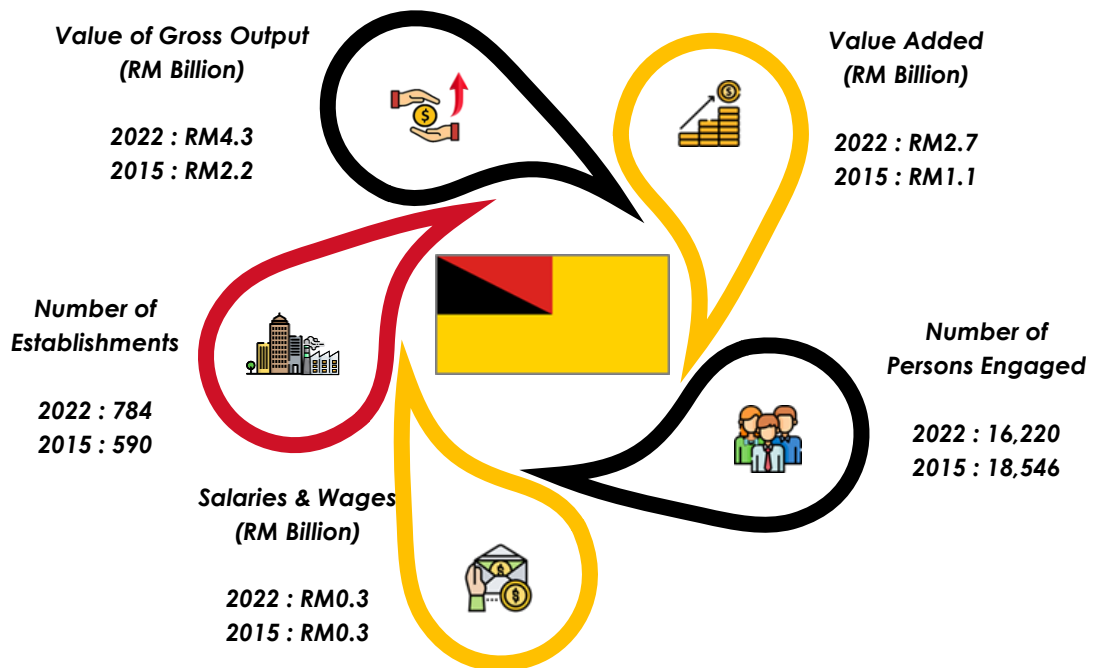 Value of Gross Output
(RM Billion)
2022 : RM4.3
2015 : RM2.2
Value Added
(RM Billion)
2022 : RM2.7
2015 : RM1.1
Number of
Establishments
2022 : 784
2015 : 590
Number of
Persons Engaged
2022 : 16,220
2015 : 18,546
Salaries & Wages
(RM Billion)
2022 : RM0.3
2015 : RM0.3